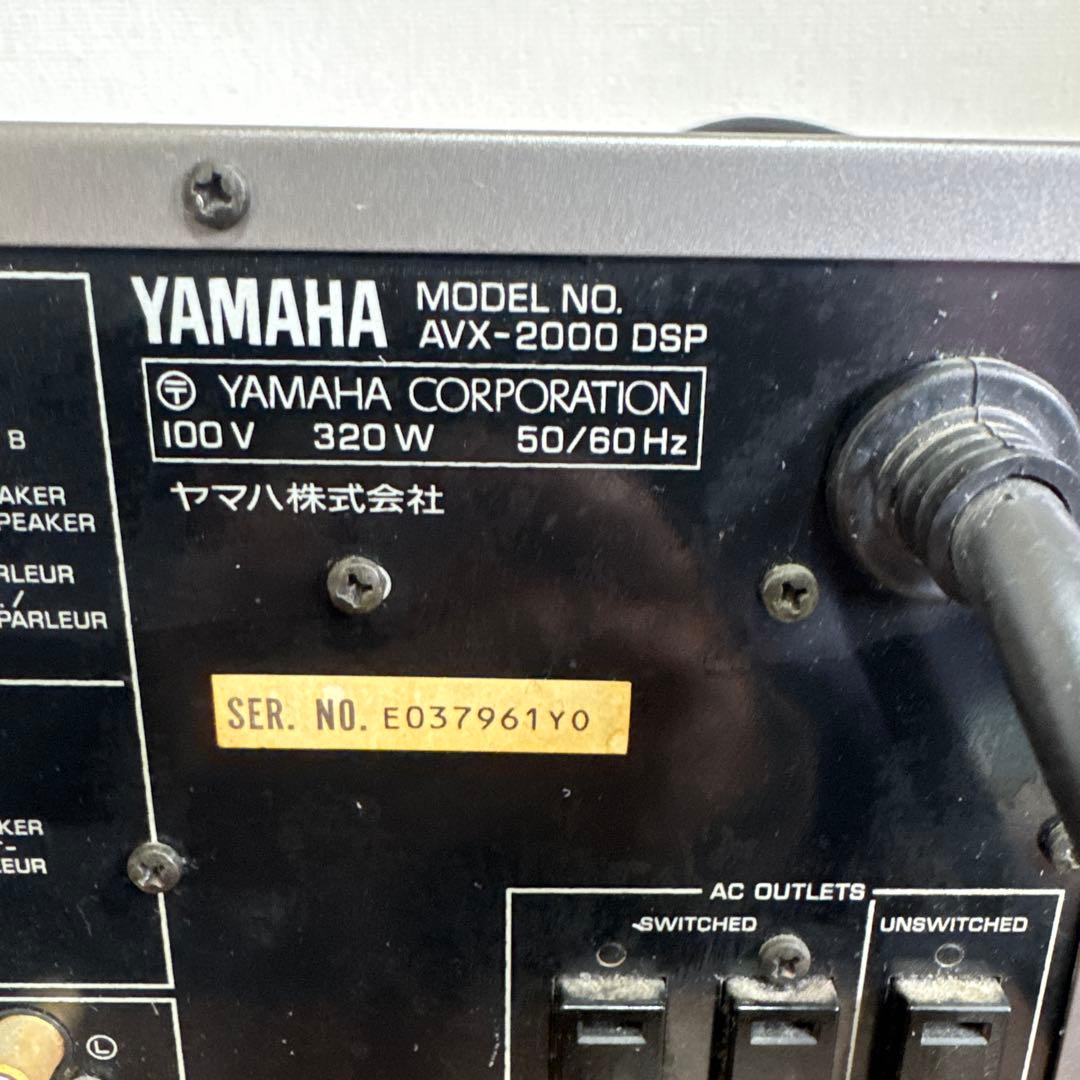 YAMAHA
MODEL NO.
AVX-2000 DSP
〒 YAMAHA CORPORATION
100V 320W 50/60Hz
ヤマハ株式会社
B
AKER
PEAKER
RLEUR
./
PARLEUR
SER. NO. E037961Y0
KER
T-
EUR
AC OUTLETS
SWITCHED
UNSWITCHED
L